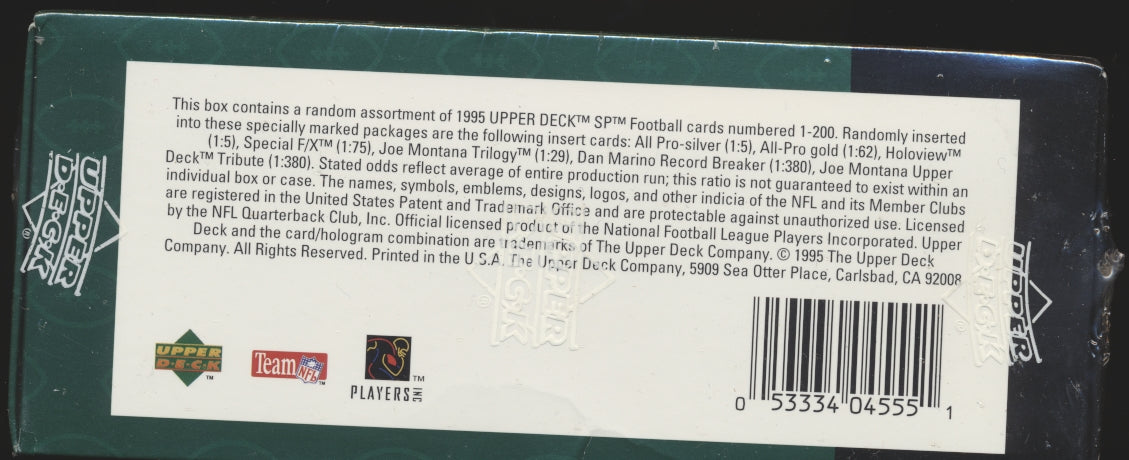 This box contains a random assortment of 1995 UPPER DECK™ SP™ Football cards numbered 1-200. Randomly inserted
into these specially marked packages are the following insert cards: All Pro-silver (1:5), All-Pro gold (1:62), Holoview™
(1:5), Special F/X™ (1:75), Joe Montana Trilogy™ (1:29), Dan Marino Record Breaker (1:380), Joe Montana Upper
Deck™ Tribute (1:380). Stated odds reflect average of entire production run; this ratio is not guaranteed to exist within an
individual box or case. The names, symbols, emblems, designs, logos, and other indicia of the NFL and its Member Clubs
are registered in the United States Patent and Trademark Office and are protectable against unauthorized use. Licensed
by the NFL Quarterback Club, Inc. Official licensed product of the National Football League Players Incorporated. Upper
Deck and the card/hologram combination are trademarks of The Upper Deck Company. © 1995 The Upper Deck
Company. All Rights Reserved. Printed in the U.S.A. The Upper Deck Company, 5909 Sea Otter Place, Carlsbad, CA 92008
UPPER
D·E·C·K
®
UPPER
D·E·C·K
®
UPPER
D·E·C·K
®
UPPER
D·E·C·K
™
Team NFL™
PLAYERS INC™
0 53334 04555 1